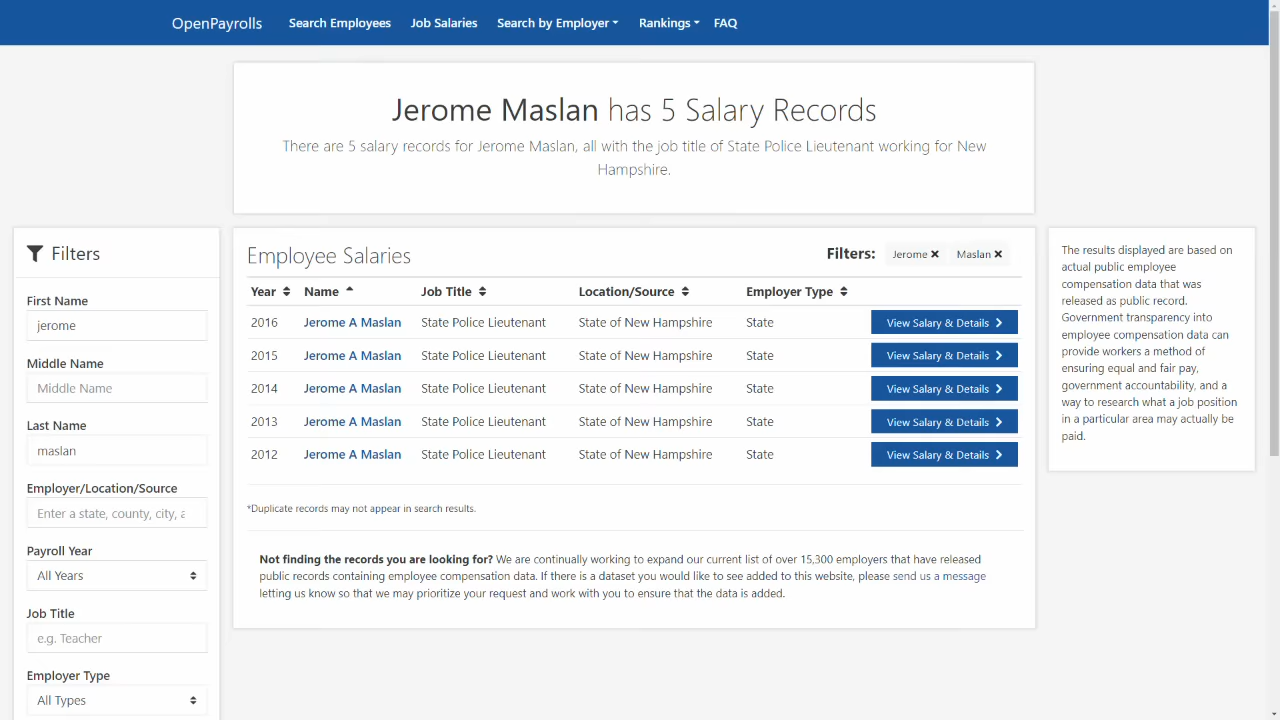 OpenPayrolls
Search Employees
Job Salaries
Search by Employer
Rankings
FAQ
Jerome Maslan has 5 Salary Records
There are 5 salary records for Jerome Maslan, all with the job title of State Police Lieutenant working for New
Hampshire.
Filters
First Name
jerome
Middle Name
Middle Name
Last Name
maslan
Employer/Location/Source
Enter a state, county, city, a
Payroll Year
All Years
Job Title
e.g. Teacher
Employer Type
All Types
Employee Salaries
Filters: Jerome Maslan
Year Name Job Title Location/Source Employer Type
2016 Jerome A Maslan State Police Lieutenant State of New Hampshire State View Salary & Details
2015 Jerome A Maslan State Police Lieutenant State of New Hampshire State View Salary & Details
2014 Jerome A Maslan State Police Lieutenant State of New Hampshire State View Salary & Details
2013 Jerome A Maslan State Police Lieutenant State of New Hampshire State View Salary & Details
2012 Jerome A Maslan State Police Lieutenant State of New Hampshire State View Salary & Details
*Duplicate records may not appear in search results.
Not finding the records you are looking for? We are continually working to expand our current list of over 15,300 employers that have released
public records containing employee compensation data. If there is a dataset you would like to see added to this website, please send us a message
letting us know so that we may prioritize your request and work with you to ensure that the data is added.
The results displayed are based on
actual public employee
compensation data that was
released as public record.
Government transparency into
employee compensation data can
provide workers a method of
ensuring equal and fair pay,
government accountability, and a
way to research what a job position
in a particular area may actually be
paid.